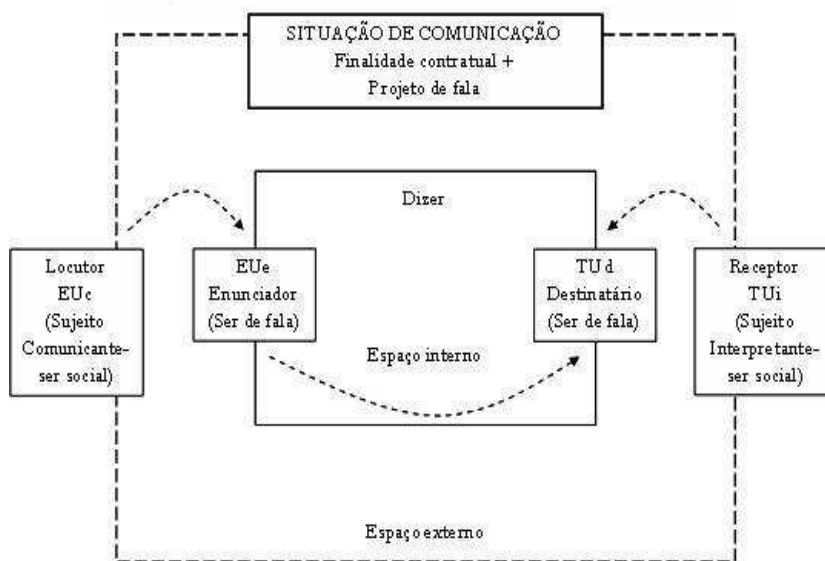 SITUAÇÃO DE COMUNICAÇÃO
Finalidade contratual +
Projeto de fala
Dizer
Locutor
EUc
(Sujeito
Comunicante-
ser social)
EUe
Enunciador
(Ser de fala)
TUd
Destinatário
(Ser de fala)
Receptor
TUi
(Sujeito
Interpretante-
ser social)
Espaço interno
Espaço externo